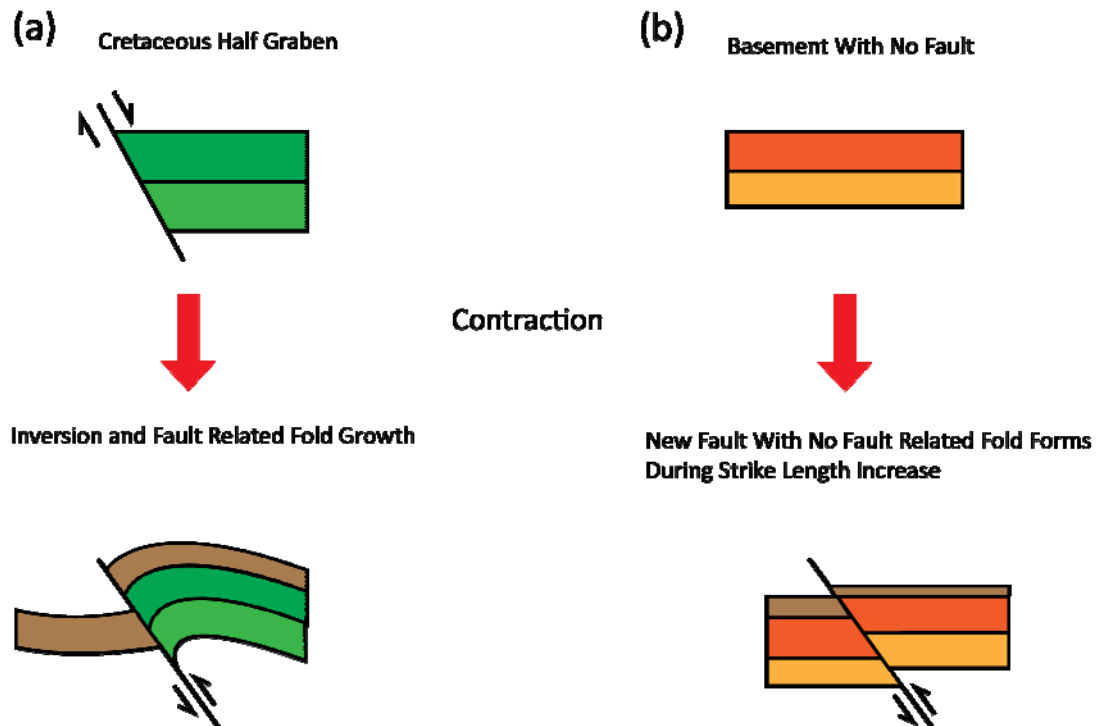 (a)
Cretaceous Half Graben
(b)
Basement With No Fault
Contraction
Inversion and Fault Related Fold Growth
New Fault With No Fault Related Fold Forms
During Strike Length Increase